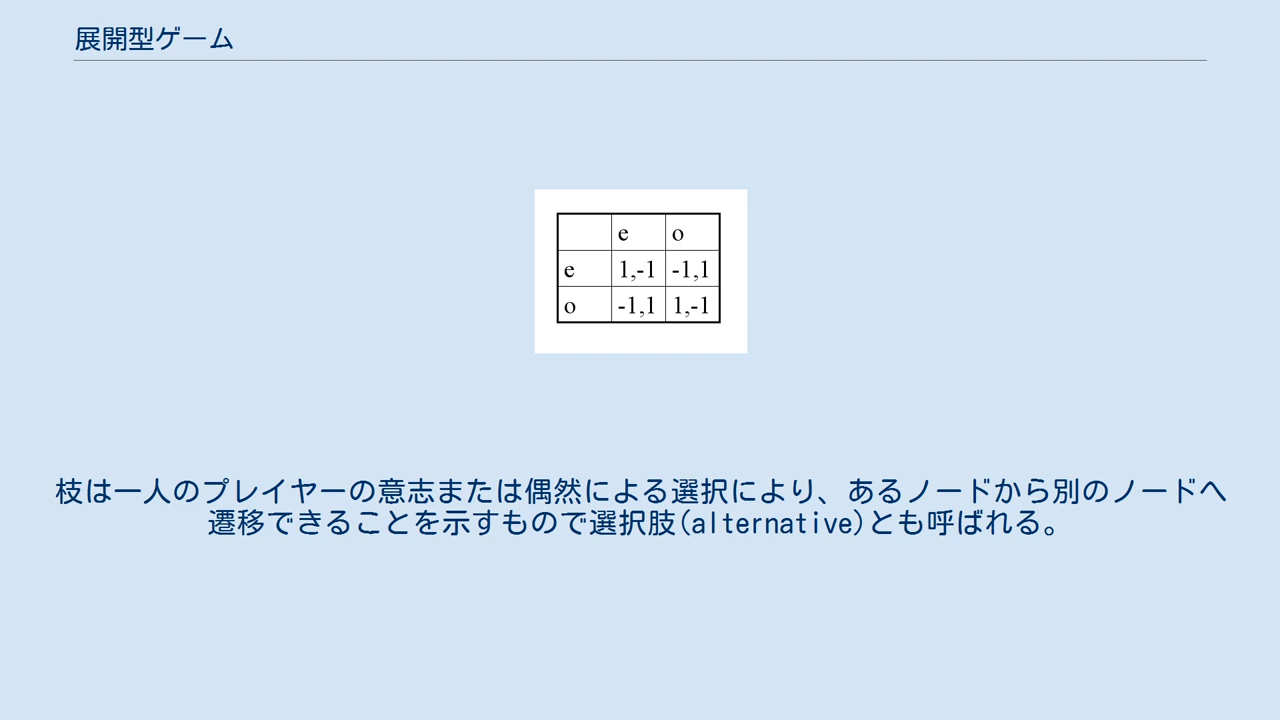 展開型ゲーム
e o
e 1,-1 -1,1
o -1,1 1,-1
枝は一人のプレイヤーの意志または偶然による選択により、あるノードから別のノードへ
遷移できることを示すもので選択肢(alternative)とも呼ばれる。